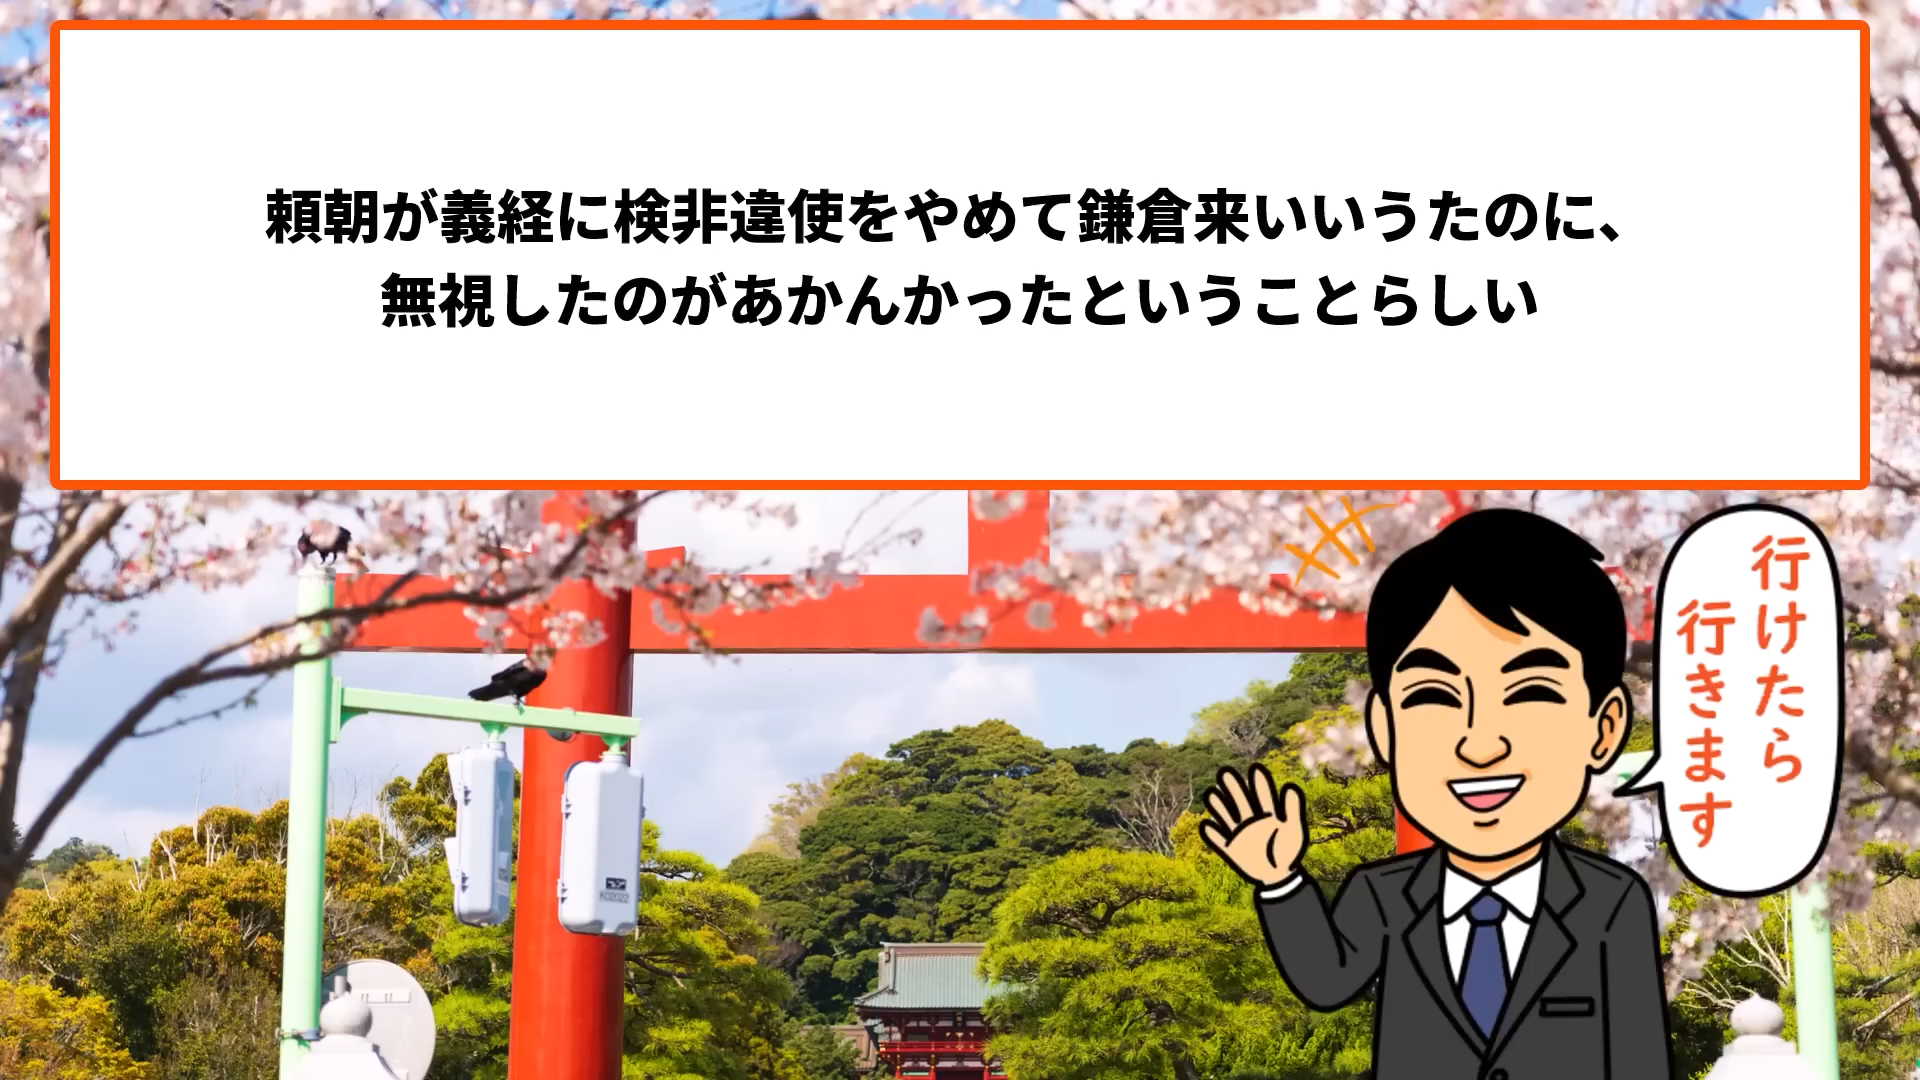 頼朝が義経に検非違使をやめて鎌倉来いいうたのに、
無視したのがあかんかったということらしい
行けたら
行きます